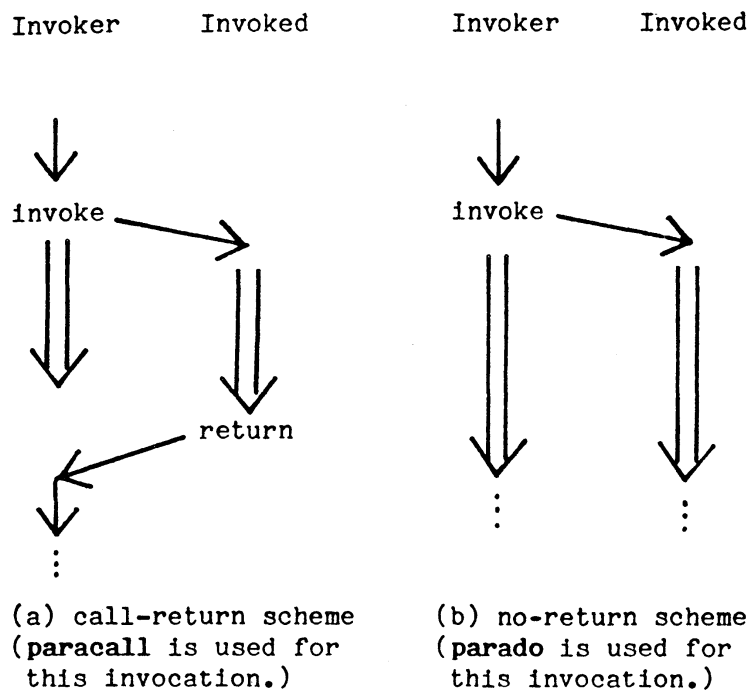 Invoker Invoked
invoke
return
⋮
(a) call-return scheme
(paracall is used for
this invocation.)
Invoker Invoked
invoke
⋮ ⋮
(b) no-return scheme
(parado is used for
this invocation.)